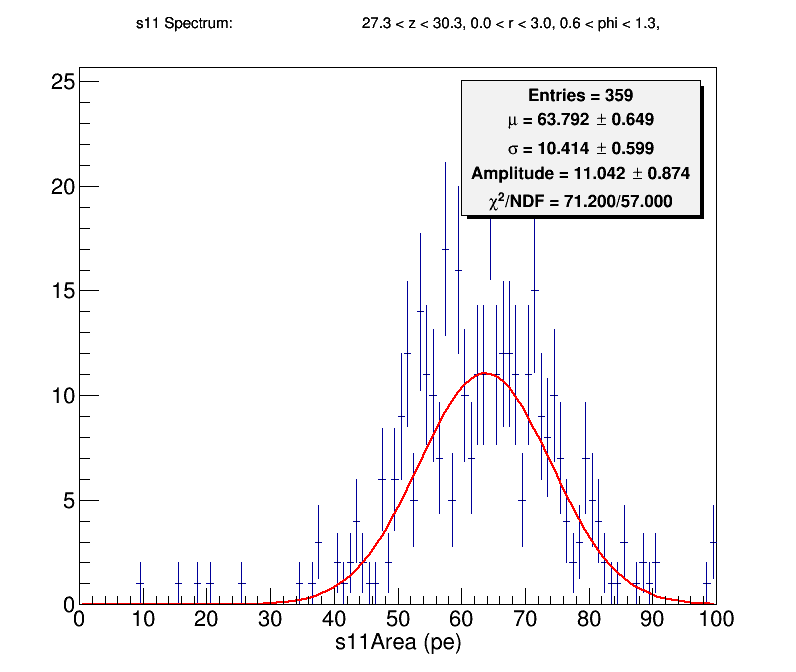 s11 Spectrum: 27.3 < z < 30.3, 0.0 < r < 3.0, 0.6 < phi < 1.3,
Entries = 359
μ = 63.792 ± 0.649
σ = 10.414 ± 0.599
Amplitude = 11.042 ± 0.874
χ²/NDF = 71.200/57.000
25
20
15
10
5
0
0 10 20 30 40 50 60 70 80 90 100
s11Area (pe)